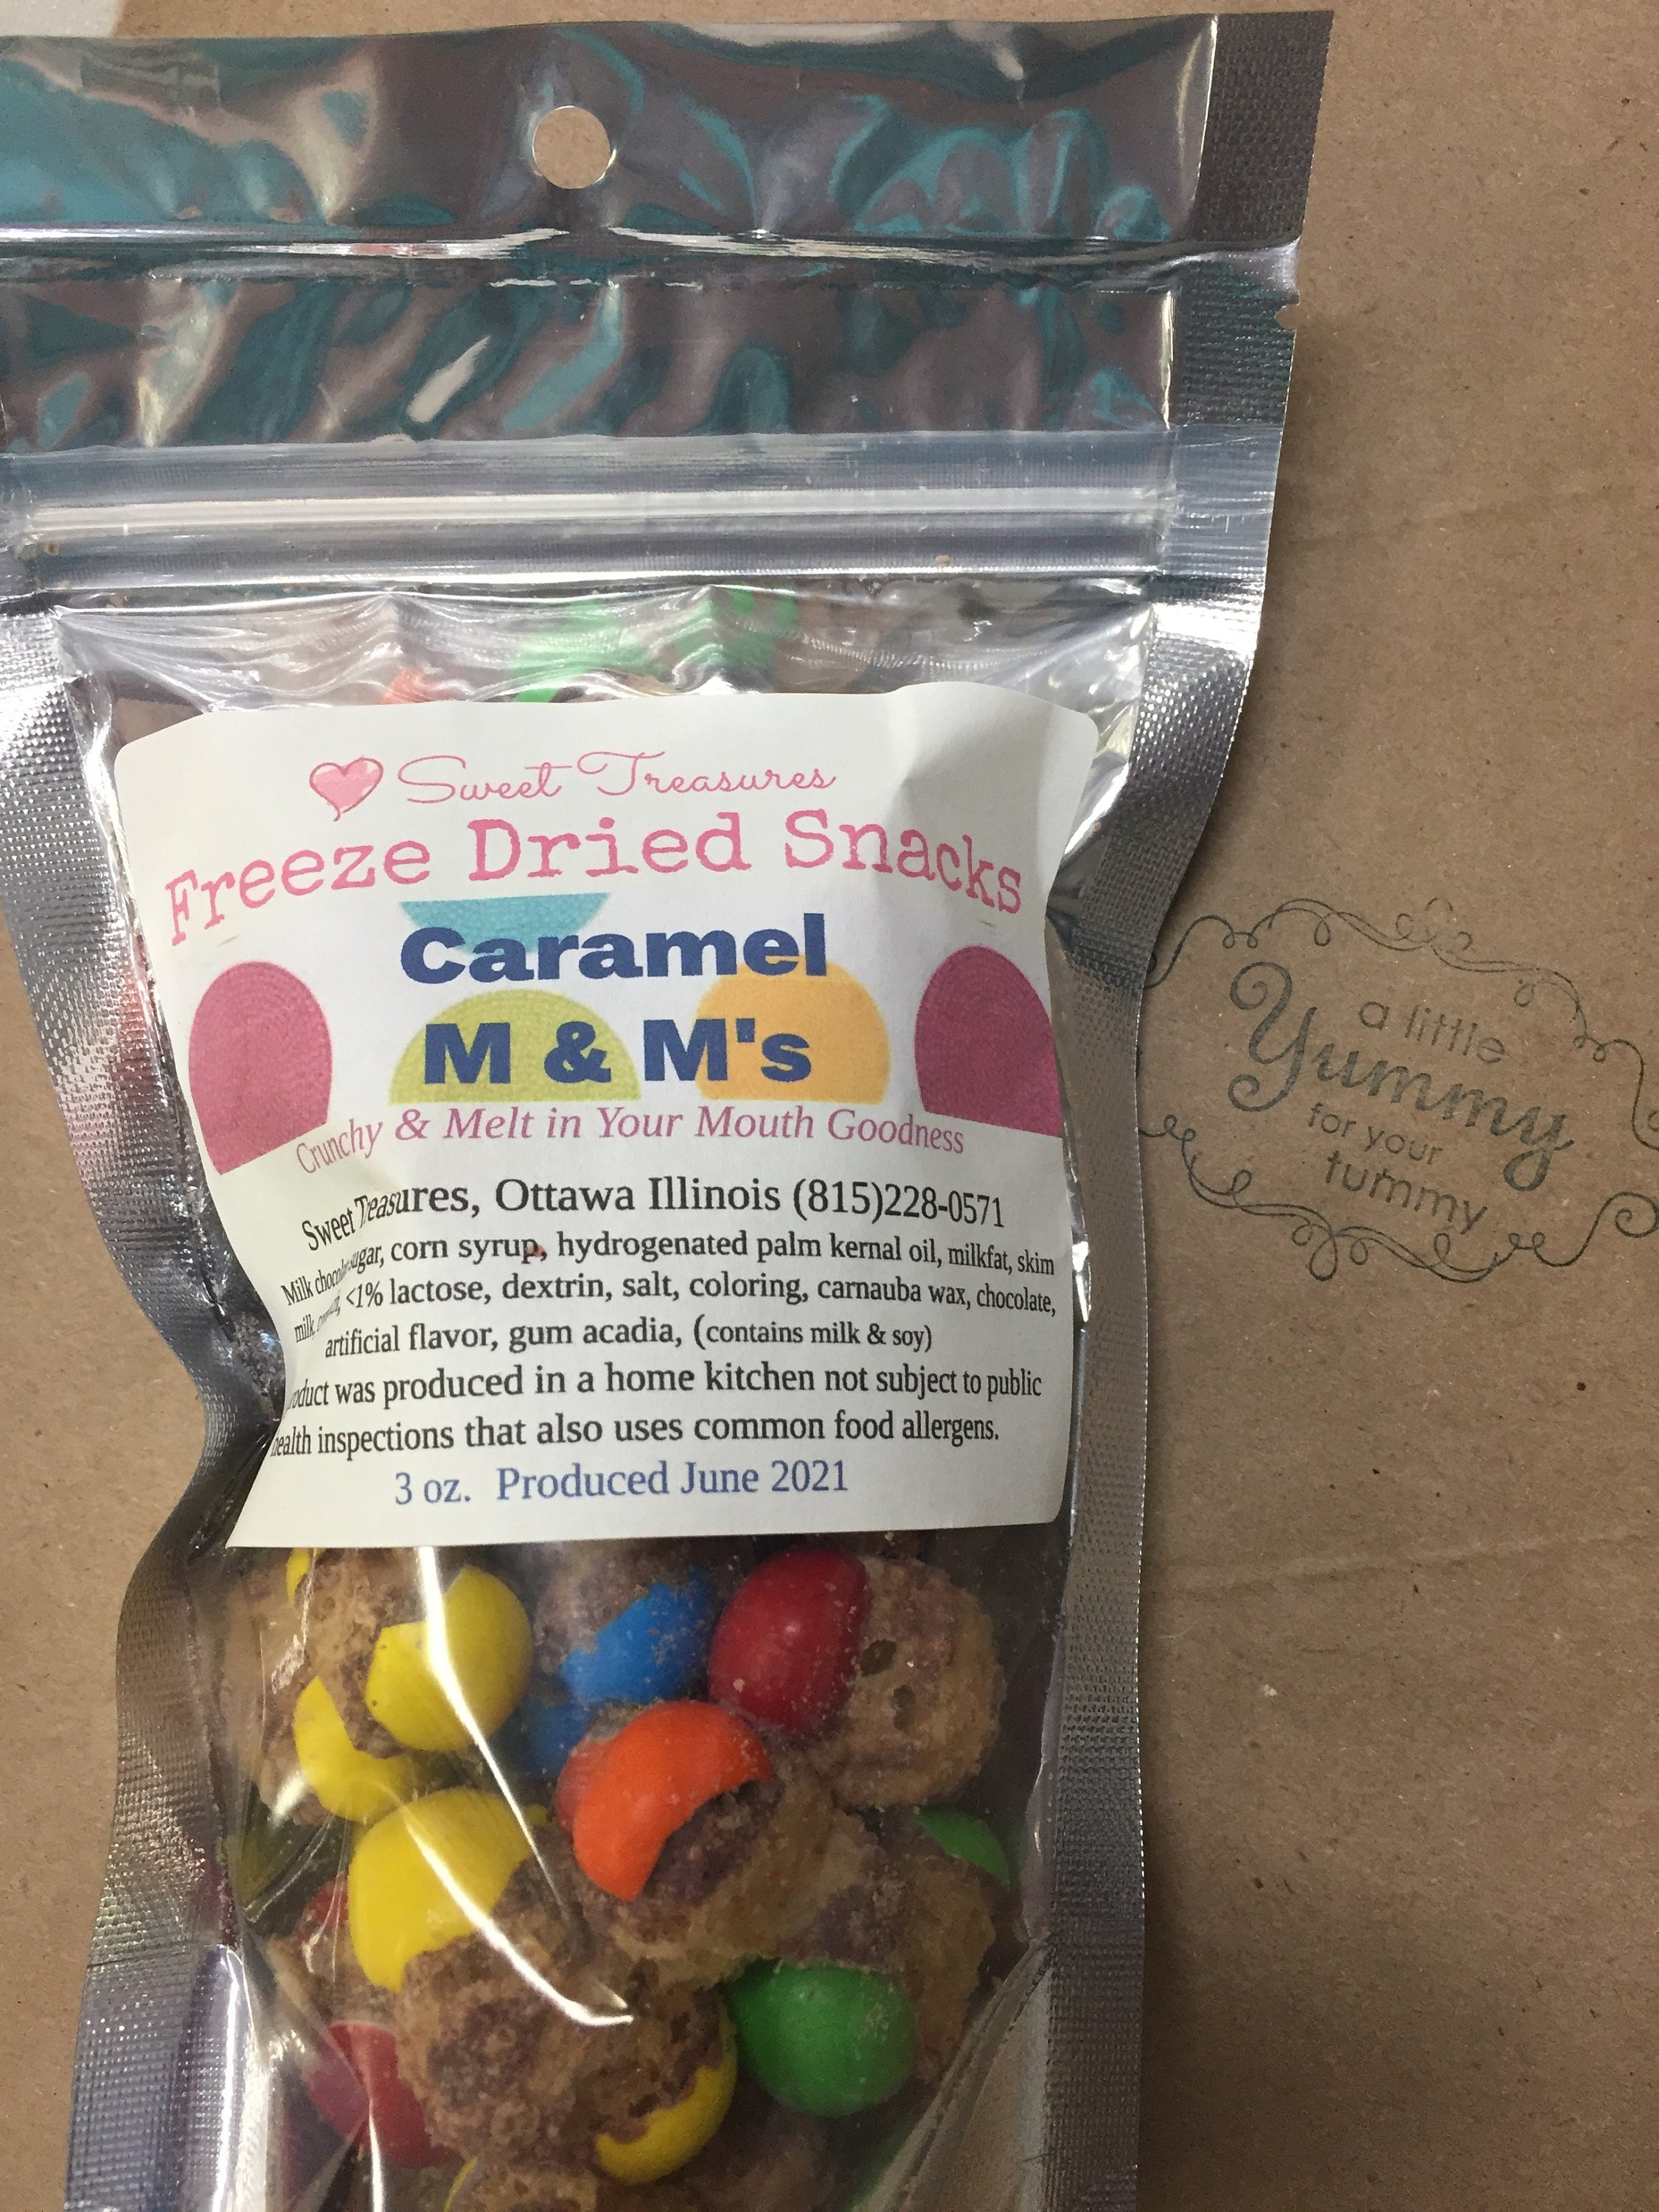 Sweet Treasures
Freeze Dried Snacks
Caramel
M & M's
Crunchy & Melt in Your Mouth Goodness
Sweet Treasures, Ottawa Illinois (815)228-0571
Milk sugar, corn syrup, hydrogenated palm kernal oil, milkfat, skim
milk, <1% lactose, dextrin, salt, coloring, carnauba wax, chocolate,
artificial flavor, gum acadia, (contains milk & soy)
was produced in a home kitchen not subject to public
health inspections that also uses common food allergens.
3 oz. Produced June 2021
a little
Yummy
for your
tummy